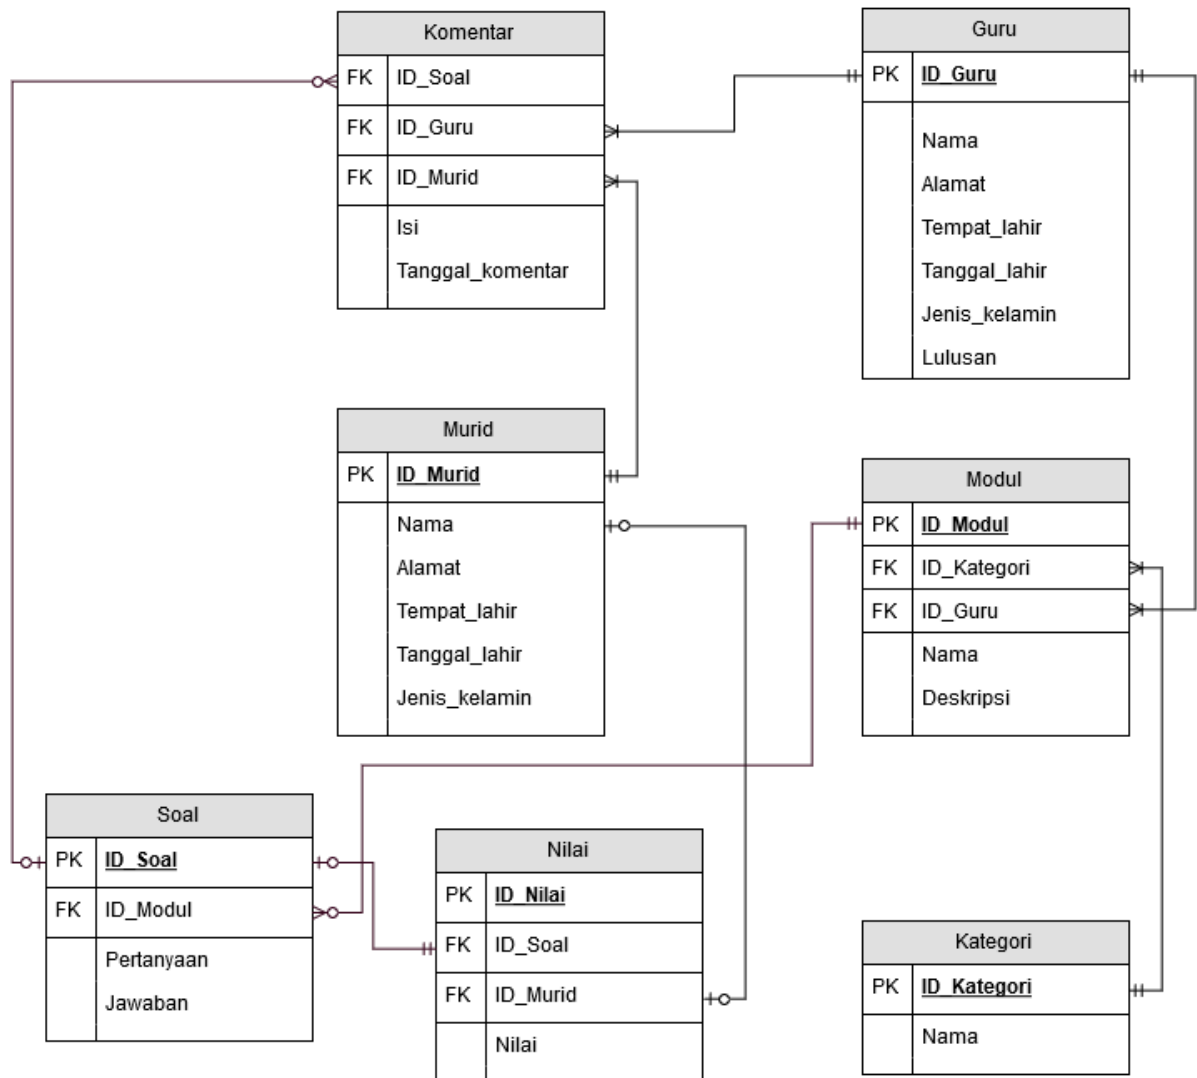 Komentar
FK ID_Soal
FK ID_Guru
FK ID_Murid
Isi
Tanggal_komentar
Guru
PK ID_Guru
Nama
Alamat
Tempat_lahir
Tanggal_lahir
Jenis_kelamin
Lulusan
Murid
PK ID_Murid
Nama
Alamat
Tempat_lahir
Tanggal_lahir
Jenis_kelamin
Modul
PK ID_Modul
FK ID_Kategori
FK ID_Guru
Nama
Deskripsi
Soal
PK ID_Soal
FK ID_Modul
Pertanyaan
Jawaban
Nilai
PK ID_Nilai
FK ID_Soal
FK ID_Murid
Nilai
Kategori
PK ID_Kategori
Nama